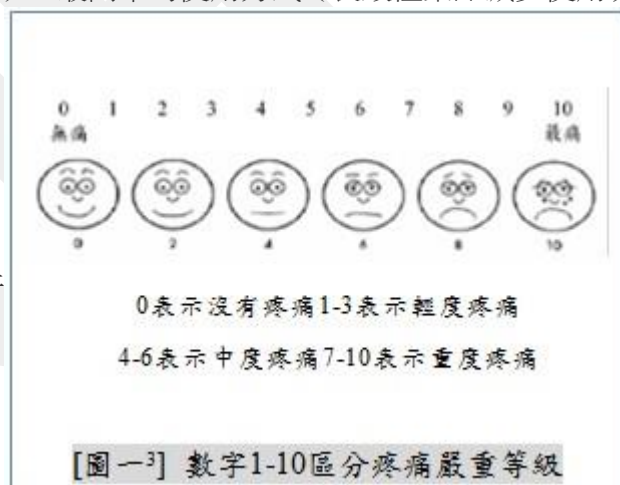 0 1 2 3 4 5 6 7 8 9 10
無痛 最痛
0 2 4 6 8 10
0表示沒有疼痛1-3表示輕度疼痛
4-6表示中度疼痛7-10表示重度疼痛
[圖一3] 數字1-10區分疼痛嚴重等級